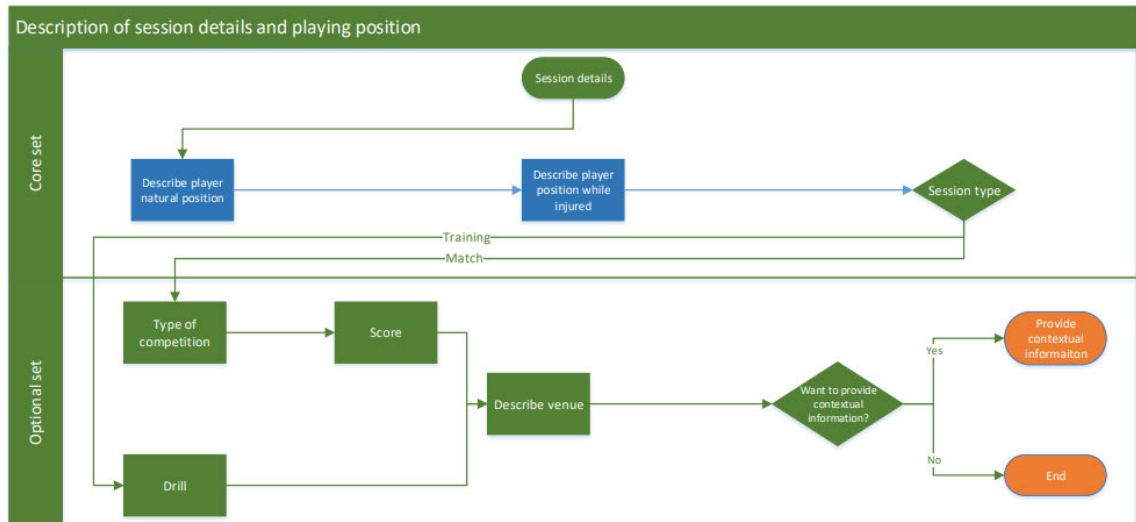 Description of session details and playing position
Core set
Session details
Describe player
natural position
Describe player
position while
injured
Session type
Training
Match
Optional set
Type of
competition
Score
Drill
Describe venue
Want to provide
contextual
information?
Yes
No
Provide
contextual
informaiton
End